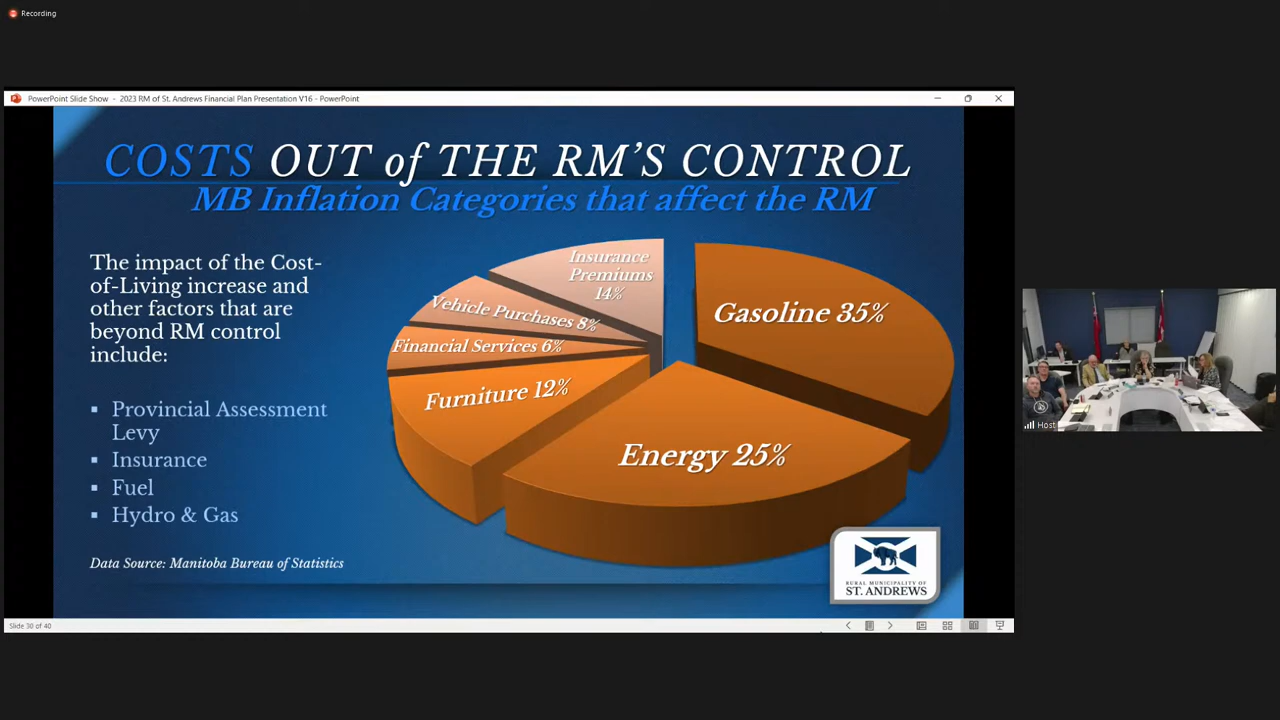 Recording
PowerPoint Slide Show - 2023 RM of St. Andrews Financial Plan Presentation V16 - PowerPoint
COSTS OUT of THE RM'S CONTROL
MB Inflation Categories that affect the RM
The impact of the Cost-
of-Living increase and
other factors that are
beyond RM control
include:
▪ Provincial Assessment
Levy
▪ Insurance
▪ Fuel
▪ Hydro & Gas
Data Source: Manitoba Bureau of Statistics
Insurance
Premiums
14%
Vehicle Purchases 8%
Financial Services 6%
Furniture 12%
Gasoline 35%
Energy 25%
RURAL MUNICIPALITY OF
ST. ANDREWS
Slide 30 of 40
Host